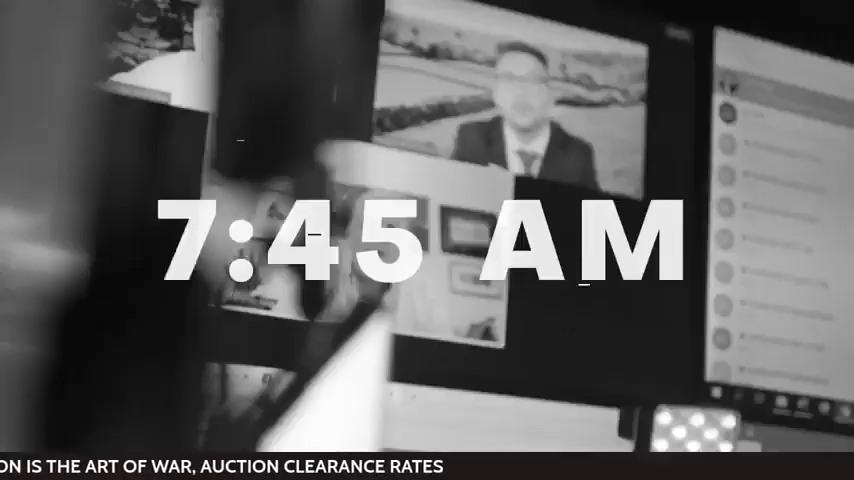 7:45 AM
ON IS THE ART OF WAR, AUCTION CLEARANCE RATES